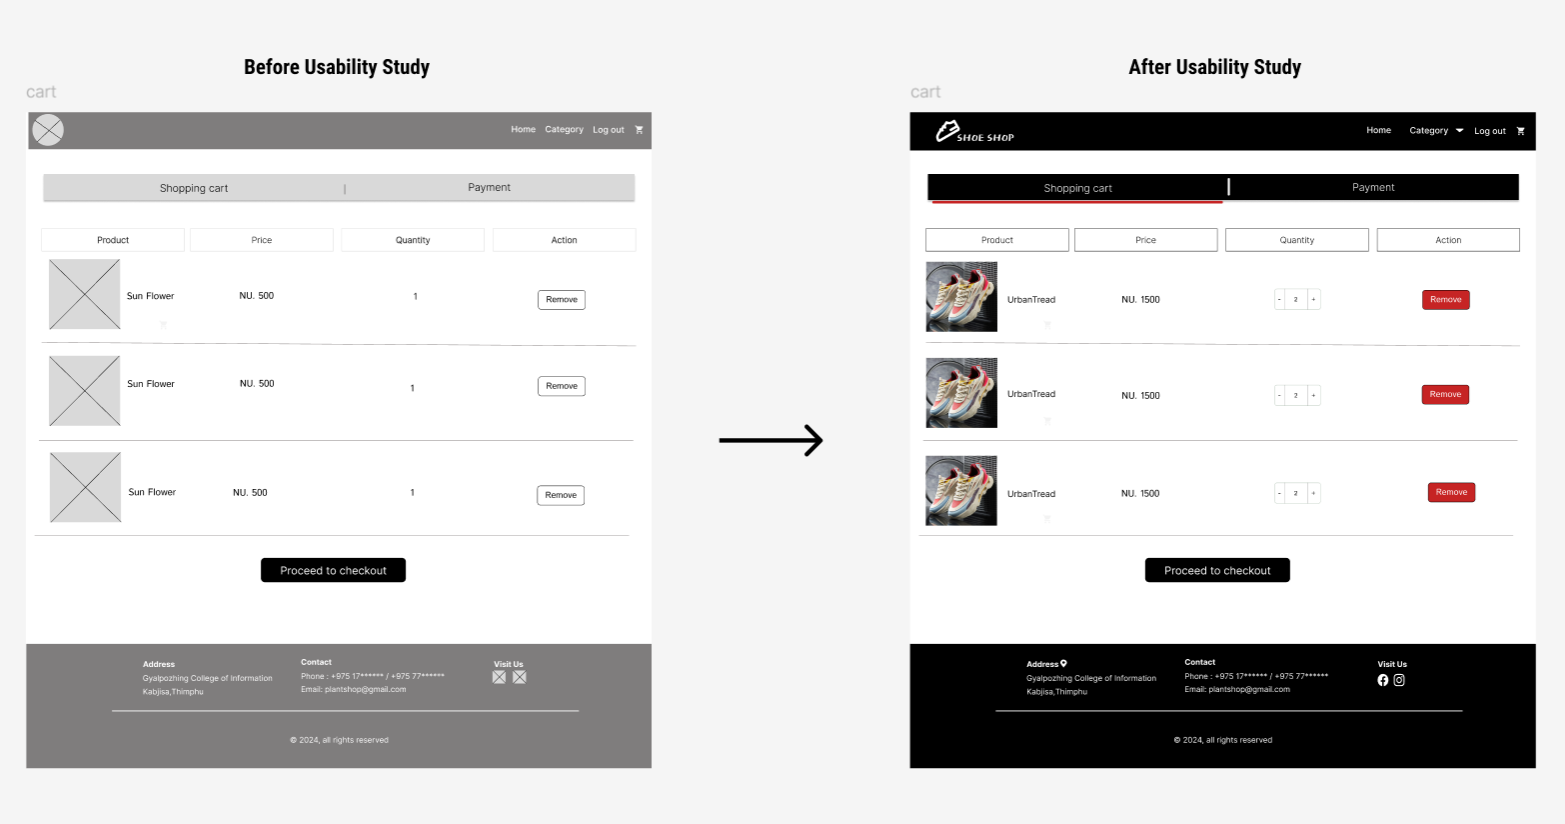 Before Usability Study
cart
Home Category Log out
Shopping cart | Payment
Product Price Quantity Action
Sun Flower NU. 500 1 Remove
Sun Flower NU. 500 1 Remove
Sun Flower NU. 500 1 Remove
Proceed to checkout
Address
Gyalpozhing College of Information
Kabjisa,Thimphu
Contact
Phone : +975 17****** / +975 77******
Email: plantshop@gmail.com
Visit Us
© 2024, all rights reserved
After Usability Study
cart
SHOE SHOP
Home Category Log out
Shopping cart | Payment
Product Price Quantity Action
UrbanTread NU. 1500 - 2 + Remove
UrbanTread NU. 1500 - 2 + Remove
UrbanTread NU. 1500 - 2 + Remove
Proceed to checkout
Address
Gyalpozhing College of Information
Kabjisa,Thimphu
Contact
Phone : +975 17****** / +975 77******
Email: plantshop@gmail.com
Visit Us
© 2024, all rights reserved